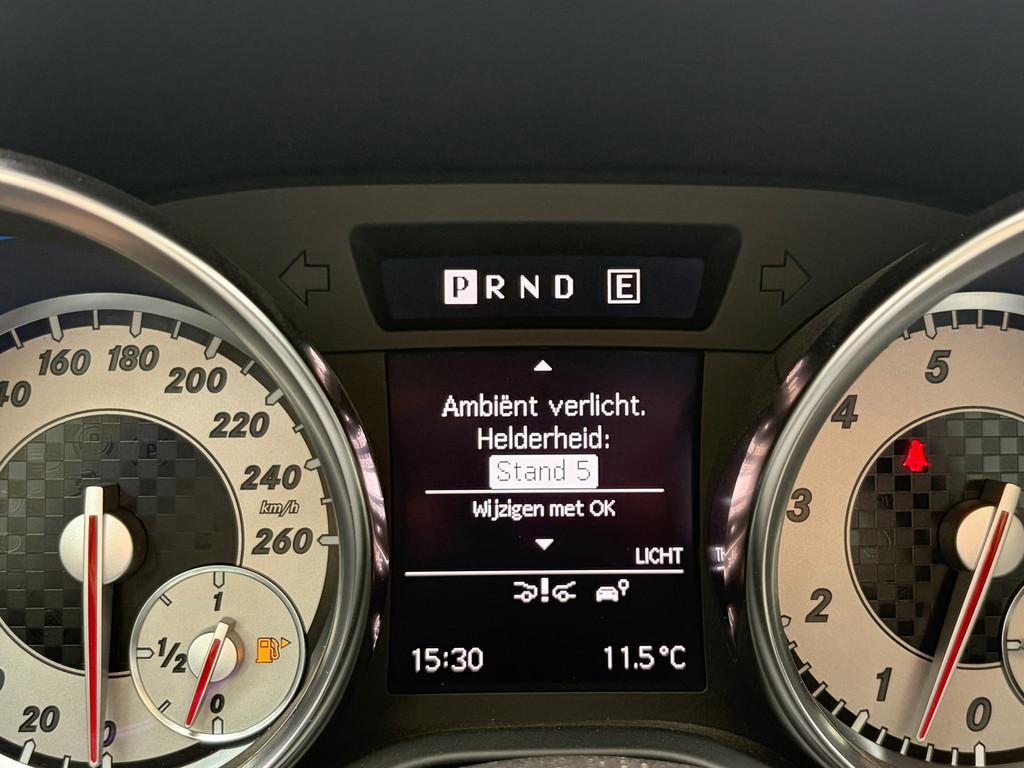 P R N D E
Ambiënt verlicht.
Helderheid:
Stand 5
Wijzigen met OK
LICHT
15:30 11.5°C
160
180
200
220
240
km/h
260
20
1
1/2
0
5
4
3
2
1
0